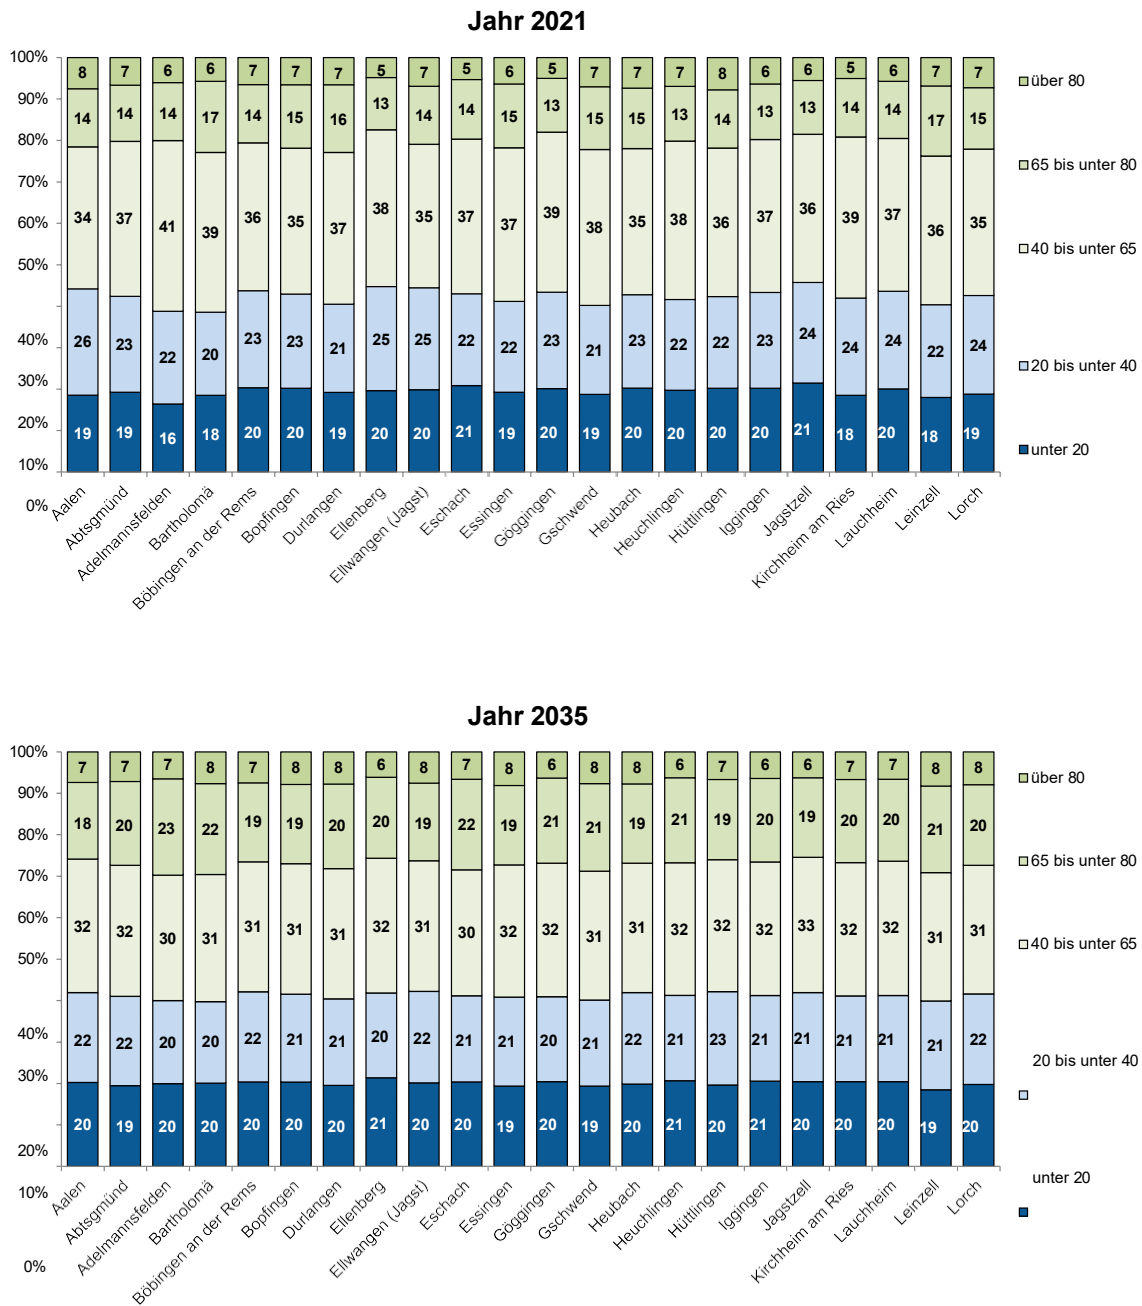 Jahr 2021
100%
90%
80%
70%
60%
50%
40%
30%
20%
10%
0%
8 7 6 6 7 7 7 5 7 5 6 5 7 7 7 8 6 6 5 6 7 7
14 14 14 17 14 15 16 13 14 14 15 13 15 15 13 14 13 13 14 14 17 15
34 37 41 39 36 35 37 38 35 37 37 39 38 35 38 36 37 36 39 37 36 35
26 23 22 20 23 23 21 25 25 22 22 23 21 23 22 22 23 24 24 24 22 24
19 19 16 18 20 20 19 20 20 21 19 20 19 20 20 20 20 21 18 20 18 19
Aalen
Abtsgmünd
Adelmannsfelden
Bartholomä
Böbingen an der Rems
Bopfingen
Durlangen
Ellenberg
Ellwangen (Jagst)
Eschach
Essingen
Göggingen
Gschwend
Heubach
Heuchlingen
Hüttlingen
Iggingen
Jagstzell
Kirchheim am Ries
Lauchheim
Leinzell
Lorch
über 80
65 bis unter 80
40 bis unter 65
20 bis unter 40
unter 20
Jahr 2035
100%
90%
80%
70%
60%
50%
40%
30%
20%
10%
0%
7 7 7 8 7 8 8 6 8 7 8 6 8 8 6 7 6 6 7 7 8 8
18 20 23 22 19 19 20 20 19 22 19 21 21 19 21 19 20 19 20 20 21 20
32 32 30 31 31 31 31 32 31 30 32 32 31 31 32 32 32 33 32 32 31 31
22 22 20 20 22 21 21 20 22 21 21 20 21 22 21 23 21 21 21 21 21 22
20 19 20 20 20 20 20 21 20 20 19 20 19 20 21 20 21 20 20 20 19 20
Aalen
Abtsgmünd
Adelmannsfelden
Bartholomä
Böbingen an der Rems
Bopfingen
Durlangen
Ellenberg
Ellwangen (Jagst)
Eschach
Essingen
Göggingen
Gschwend
Heubach
Heuchlingen
Hüttlingen
Iggingen
Jagstzell
Kirchheim am Ries
Lauchheim
Leinzell
Lorch
über 80
65 bis unter 80
40 bis unter 65
20 bis unter 40
unter 20